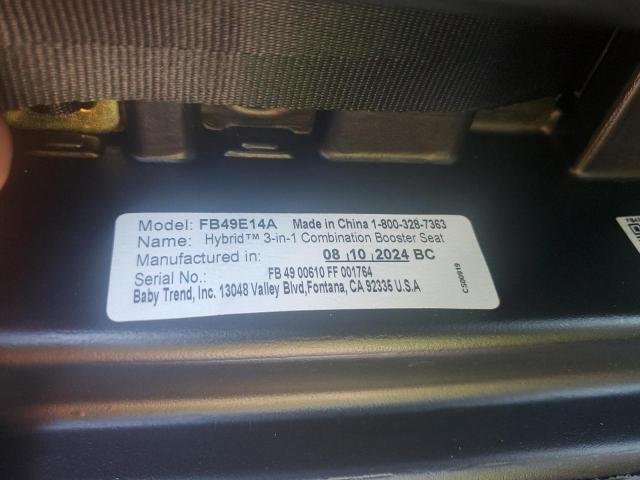 Model: FB49E14A Made in China 1-800-328-7363
Name: Hybrid™ 3-in-1 Combination Booster Seat
Manufactured in: 08 10 2024 BC
Serial No.: FB 49 00610 FF 001764
Baby Trend, Inc. 13048 Valley Blvd,Fontana, CA 92335 U.S.A